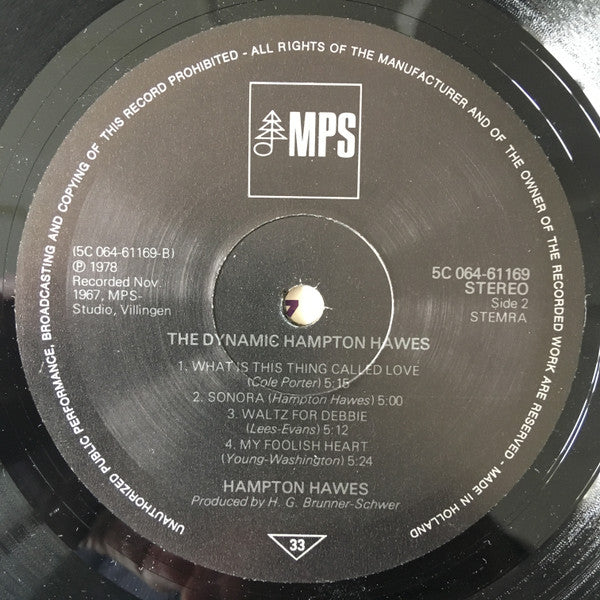 UNAUTHORIZED PUBLIC PERFORMANCE, BROADCASTING AND COPYING OF THIS RECORD PROHIBITED - ALL RIGHTS OF THE MANUFACTURER AND OF THE OWNER OF THE RECORDED WORK ARE RESERVED - MADE IN HOLLAND
MPS
(5C 064-61169-B)
℗ 1978
Recorded Nov.
1967, MPS-
Studio, Villingen
5C 064-61169
STEREO
Side 2
STEMRA
THE DYNAMIC HAMPTON HAWES
1. WHAT IS THIS THING CALLED LOVE
(Cole Porter) 5:15
2. SONORA (Hampton Hawes) 5:00
3. WALTZ FOR DEBBIE
(Lees-Evans) 5:12
4. MY FOOLISH HEART
(Young-Washington) 5:24
HAMPTON HAWES
Produced by H. G. Brunner-Schwer
33